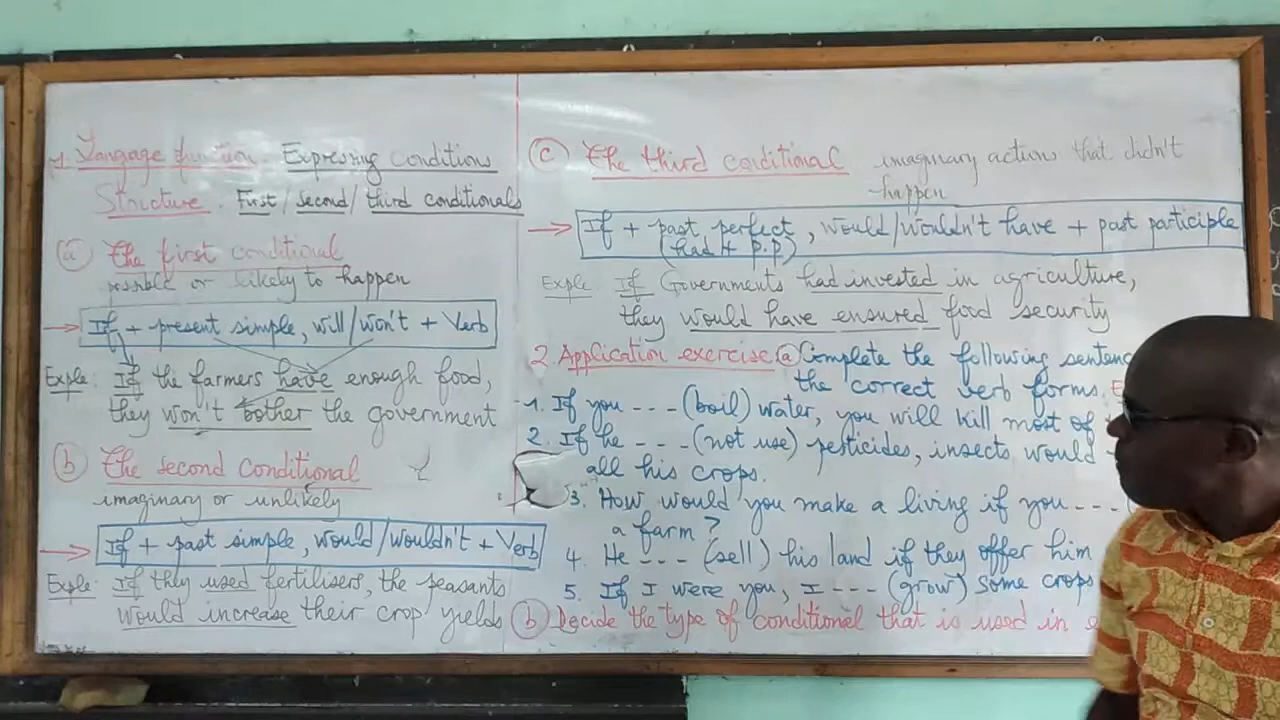 1. Langage function: Expressing Conditions
Structure: First/second/third conditionals
a The first conditional
possible or likely to happen
If + present simple, will/won't + Verb
Exple: If the farmers have enough food,
they won't bother the government
b The second conditional
imaginary or unlikely
If + past simple, would/wouldn't + Verb
Exple: If they used fertilisers, the peasants
would increase their crop yields
c The third conditional imaginary actions that didn't
happen
If + past perfect, would/wouldn't have + past participle
(had + p.p)
Exple: If Governments had invested in agriculture,
they would have ensured food security
2 Application exercise a Complete the following sentenc
the correct verb forms.
1. If you --- (boil) water, you will kill most of
2. If he --- (not use) pesticides, insects would
all his crops.
3. How would you make a living if you ---
a farm?
4. He --- (sell) his land if they offer him
5. If I were you, I --- (grow) some crops
b Decide the type of conditional that is used in